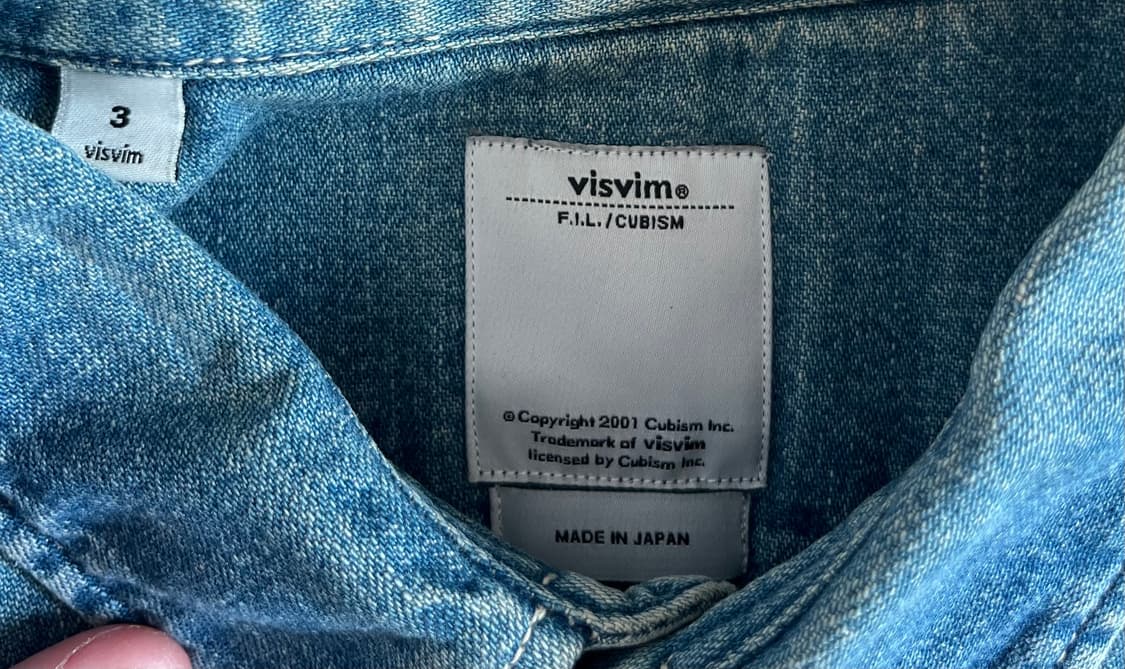 3
visvim
visvim®
F.I.L./CUBISM
© Copyright 2001 Cubism Inc.
Trademark of visvim
licensed by Cubism Inc.
MADE IN JAPAN